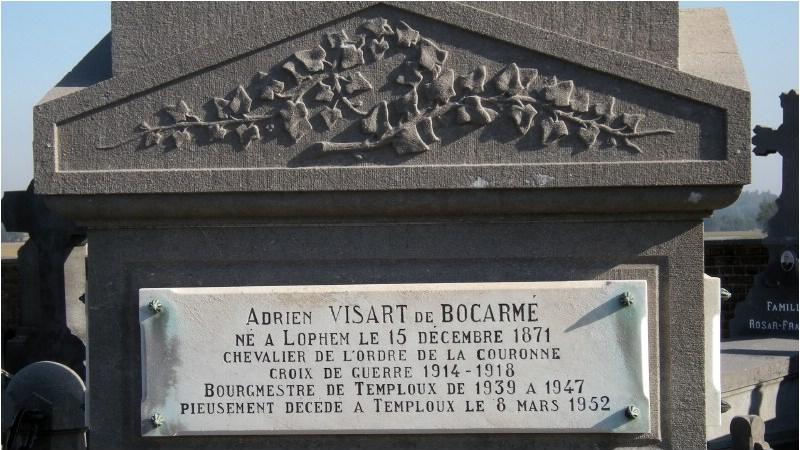 Adrien VISART de BOCARMÉ
NÉ A LOPHEM LE 15 DÉCEMBRE 1871
CHEVALIER DE L'ORDRE DE LA COURONNE
CROIX DE GUERRE 1914-1918
BOURGMESTRE DE TEMPLOUX DE 1939 A 1947
PIEUSEMENT DECEDE A TEMPLOUX LE 8 MARS 1952
FAMILL
ROSAR-FRA